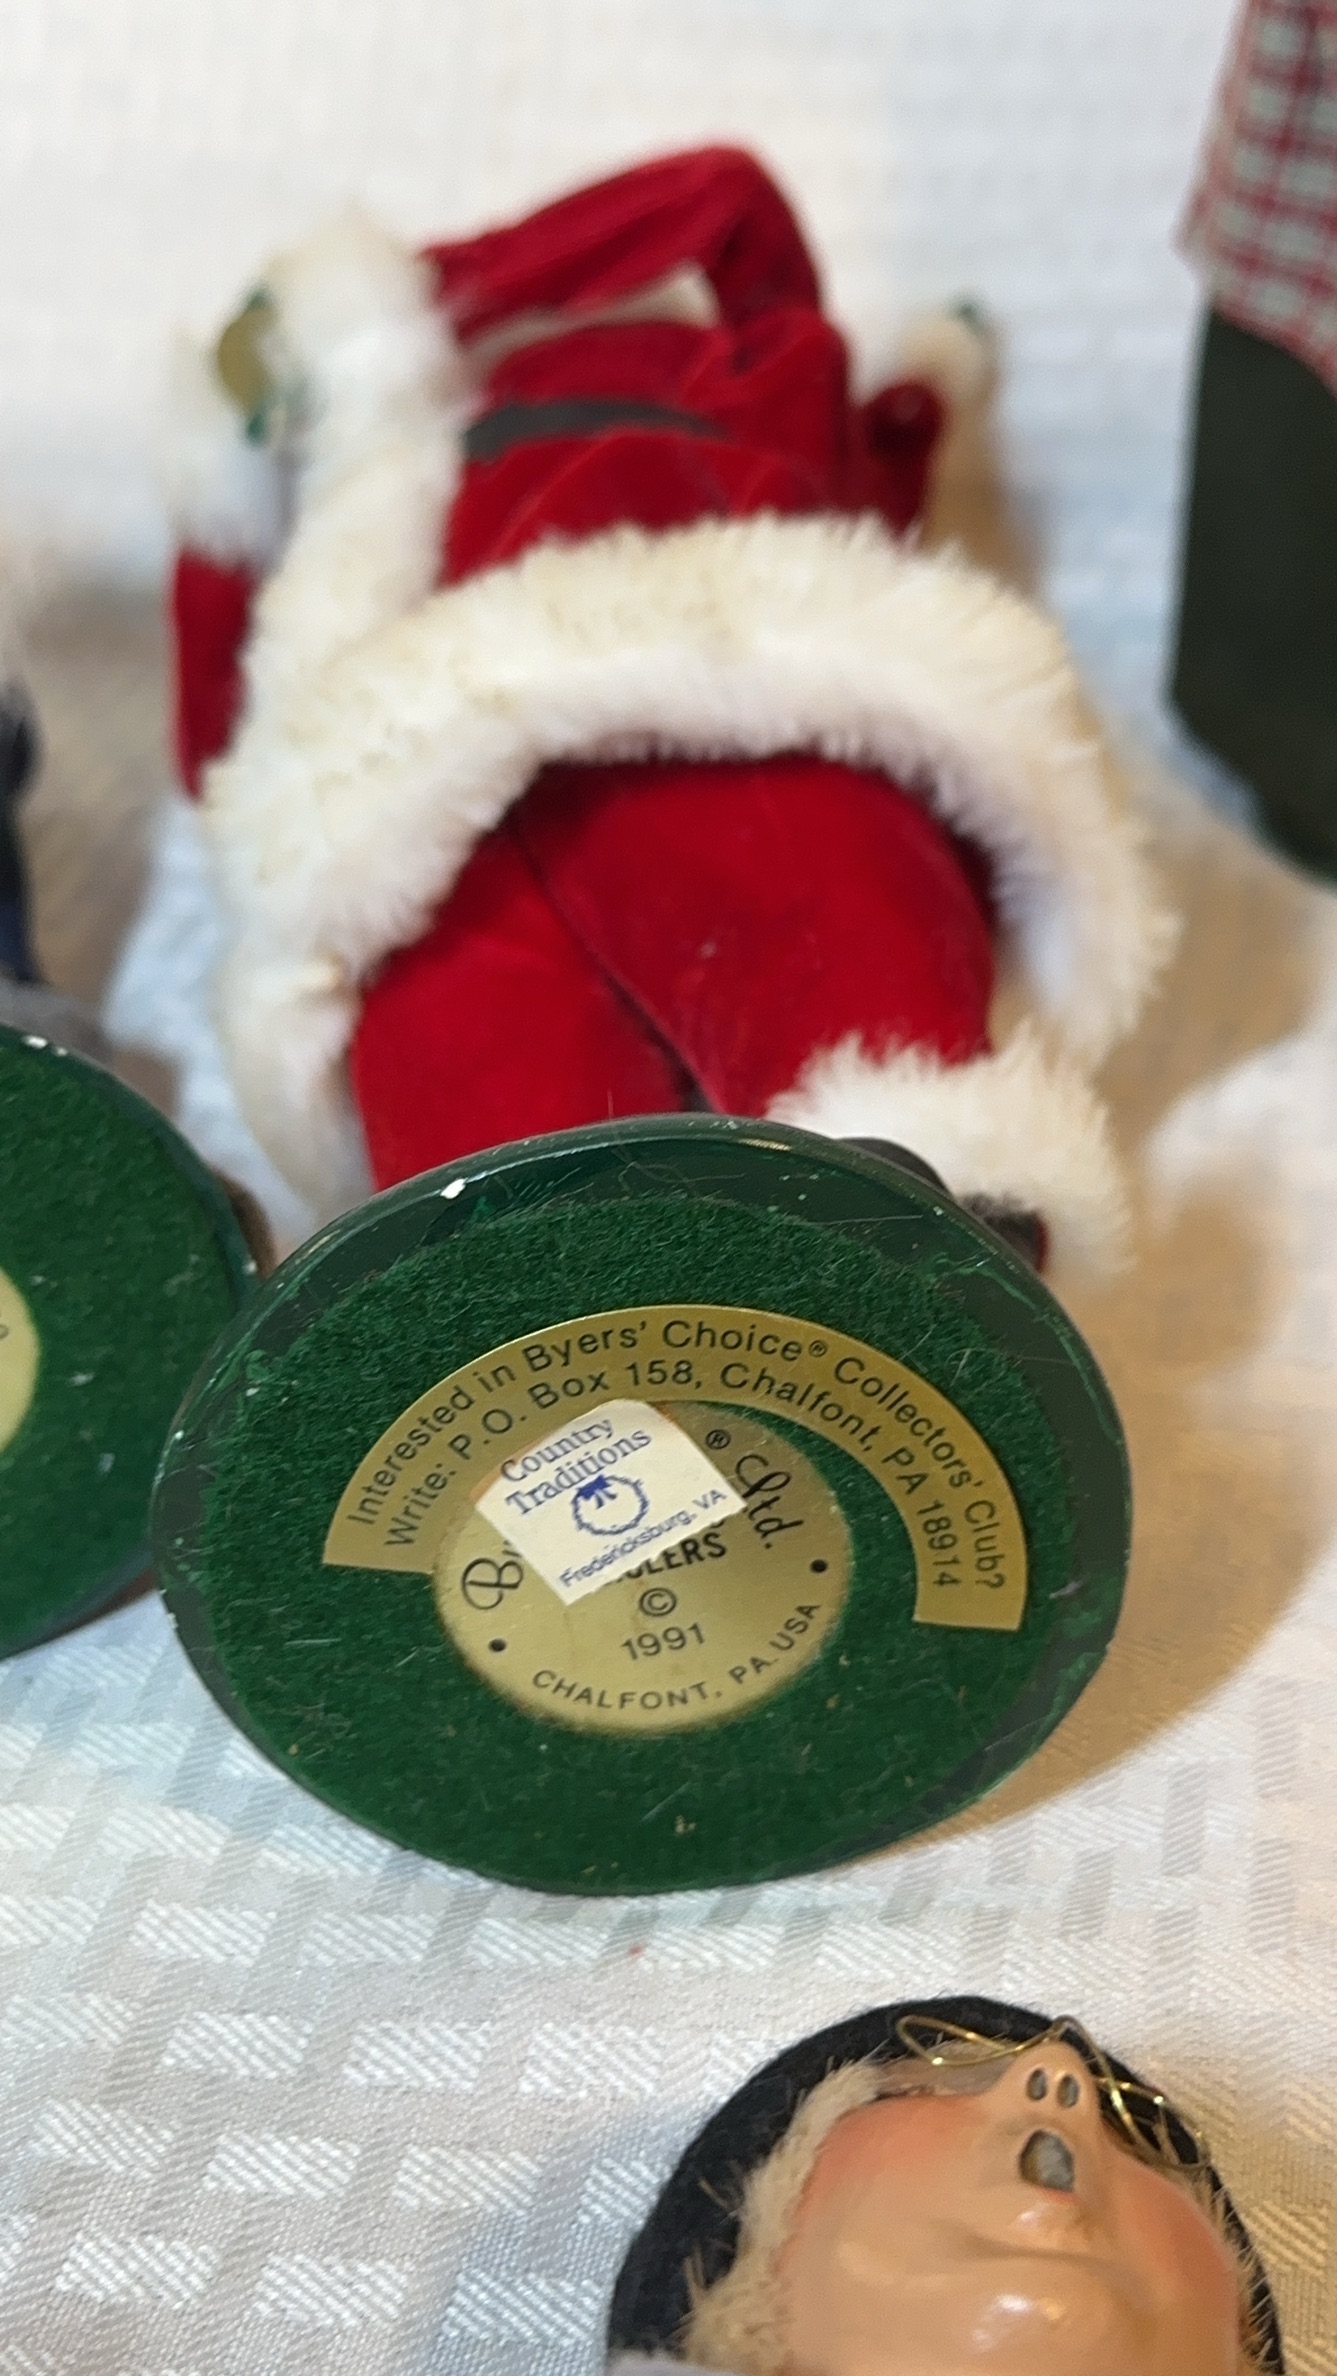 Interested in Byers' Choice® Collectors' Club?
Write: P.O. Box 158, Chalfont, PA 18914
Country
Traditions
Fredericksburg, VA
® Ltd.
©
1991
CHALFONT, PA. USA